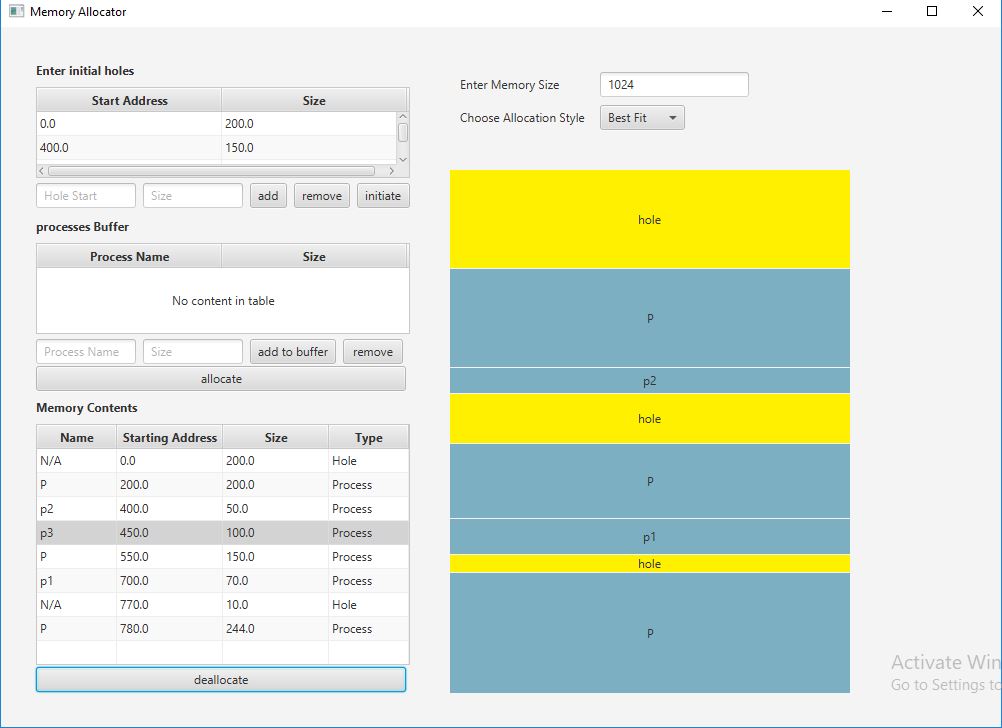 Memory Allocator
Enter initial holes
Start Address Size
0.0 200.0
400.0 150.0
Hole Start Size add remove initiate
processes Buffer
Process Name Size
No content in table
Process Name Size add to buffer remove
allocate
Memory Contents
Name Starting Address Size Type
N/A 0.0 200.0 Hole
P 200.0 200.0 Process
p2 400.0 50.0 Process
p3 450.0 100.0 Process
P 550.0 150.0 Process
p1 700.0 70.0 Process
N/A 770.0 10.0 Hole
P 780.0 244.0 Process
deallocate
Enter Memory Size 1024
Choose Allocation Style Best Fit
hole
P
p2
hole
P
p1
hole
P
Activate Win
Go to Settings to